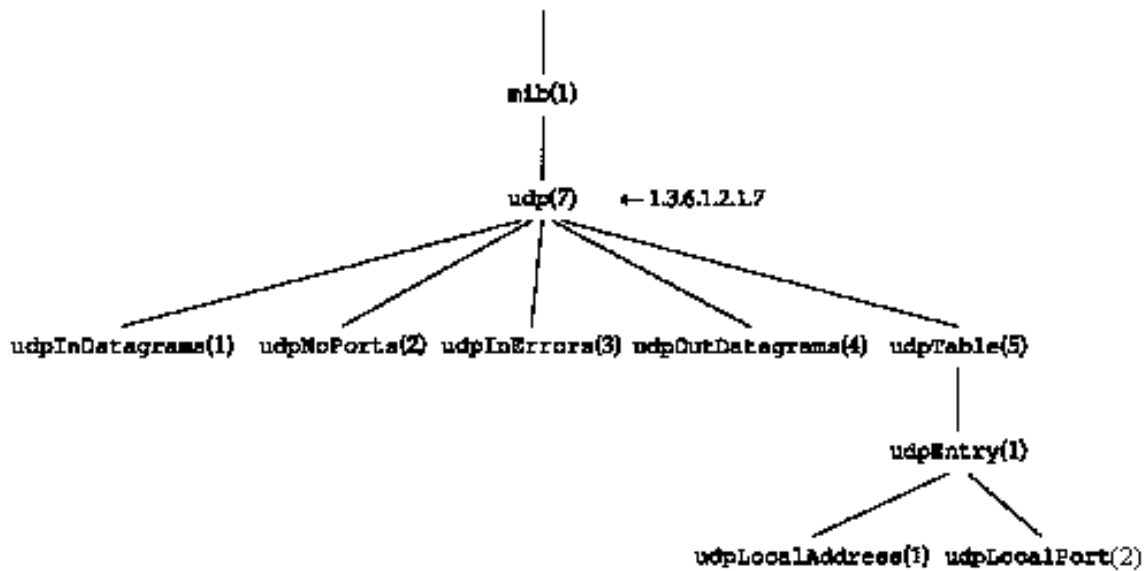 mib(1)
udp(7) ← 1.3.6.1.2.1.7
udpInDatagrams(1) udpNoPorts(2) udpInErrors(3) udpOutDatagrams(4) udpTable(5)
udpEntry(1)
udpLocalAddress(1) udpLocalPort(2)